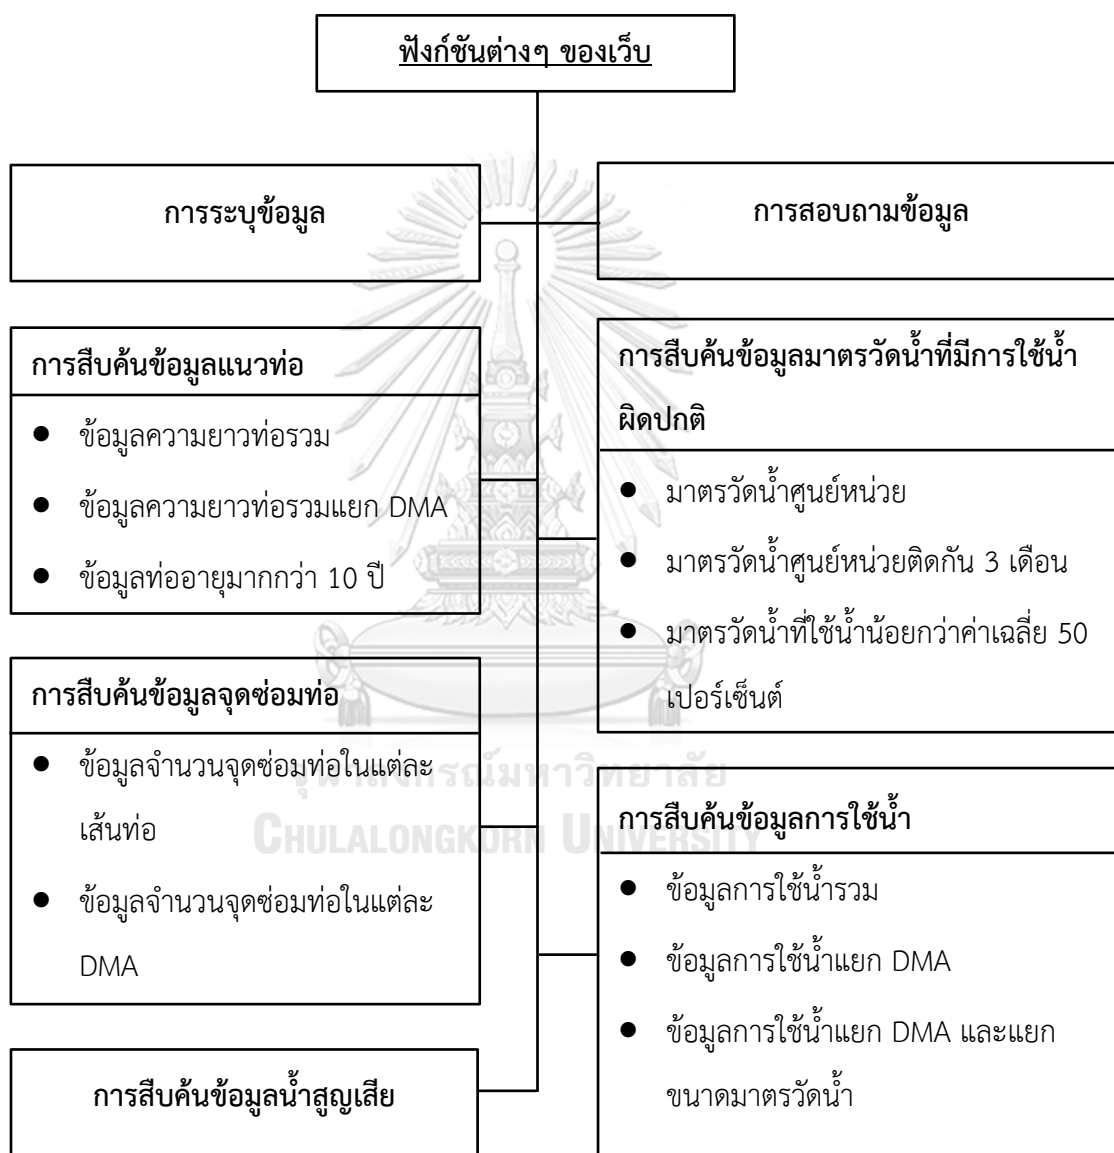 ฟังก์ชันต่างๆ ของเว็บ
การระบุข้อมูล
การสอบถามข้อมูล
การสืบค้นข้อมูลแนวท่อ
● ข้อมูลความยาวท่อรวม
● ข้อมูลความยาวท่อรวมแยก DMA
● ข้อมูลท่ออายุมากกว่า 10 ปี
การสืบค้นข้อมูลมาตรวัดน้ำที่มีการใช้น้ำ
ผิดปกติ
● มาตรวัดน้ำศูนย์หน่วย
● มาตรวัดน้ำศูนย์หน่วยติดกัน 3 เดือน
● มาตรวัดน้ำที่ใช้น้ำน้อยกว่าค่าเฉลี่ย 50
เปอร์เซ็นต์
การสืบค้นข้อมูลจุดซ่อมท่อ
● ข้อมูลจำนวนจุดซ่อมท่อในแต่ละ
เส้นท่อ
● ข้อมูลจำนวนจุดซ่อมท่อในแต่ละ
DMA
การสืบค้นข้อมูลการใช้น้ำ
● ข้อมูลการใช้น้ำรวม
● ข้อมูลการใช้น้ำแยก DMA
● ข้อมูลการใช้น้ำแยก DMA และแยก
ขนาดมาตรวัดน้ำ
การสืบค้นข้อมูลน้ำสูญเสีย
จุฬาลงกรณ์มหาวิทยาลัย
CHULALONGKORN UNIVERSITY